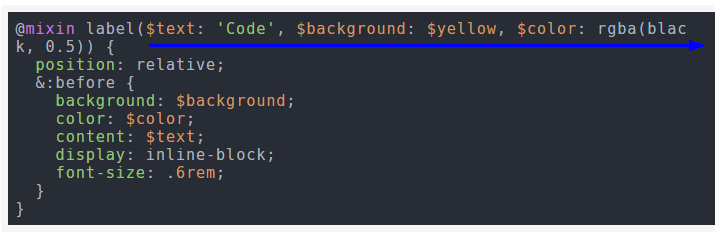 @mixin label($text: 'Code', $background: $yellow, $color: rgba(blac
k, 0.5)) {
  position: relative;
  &:before {
    background: $background;
    color: $color;
    content: $text;
    display: inline-block;
    font-size: .6rem;
  }
}